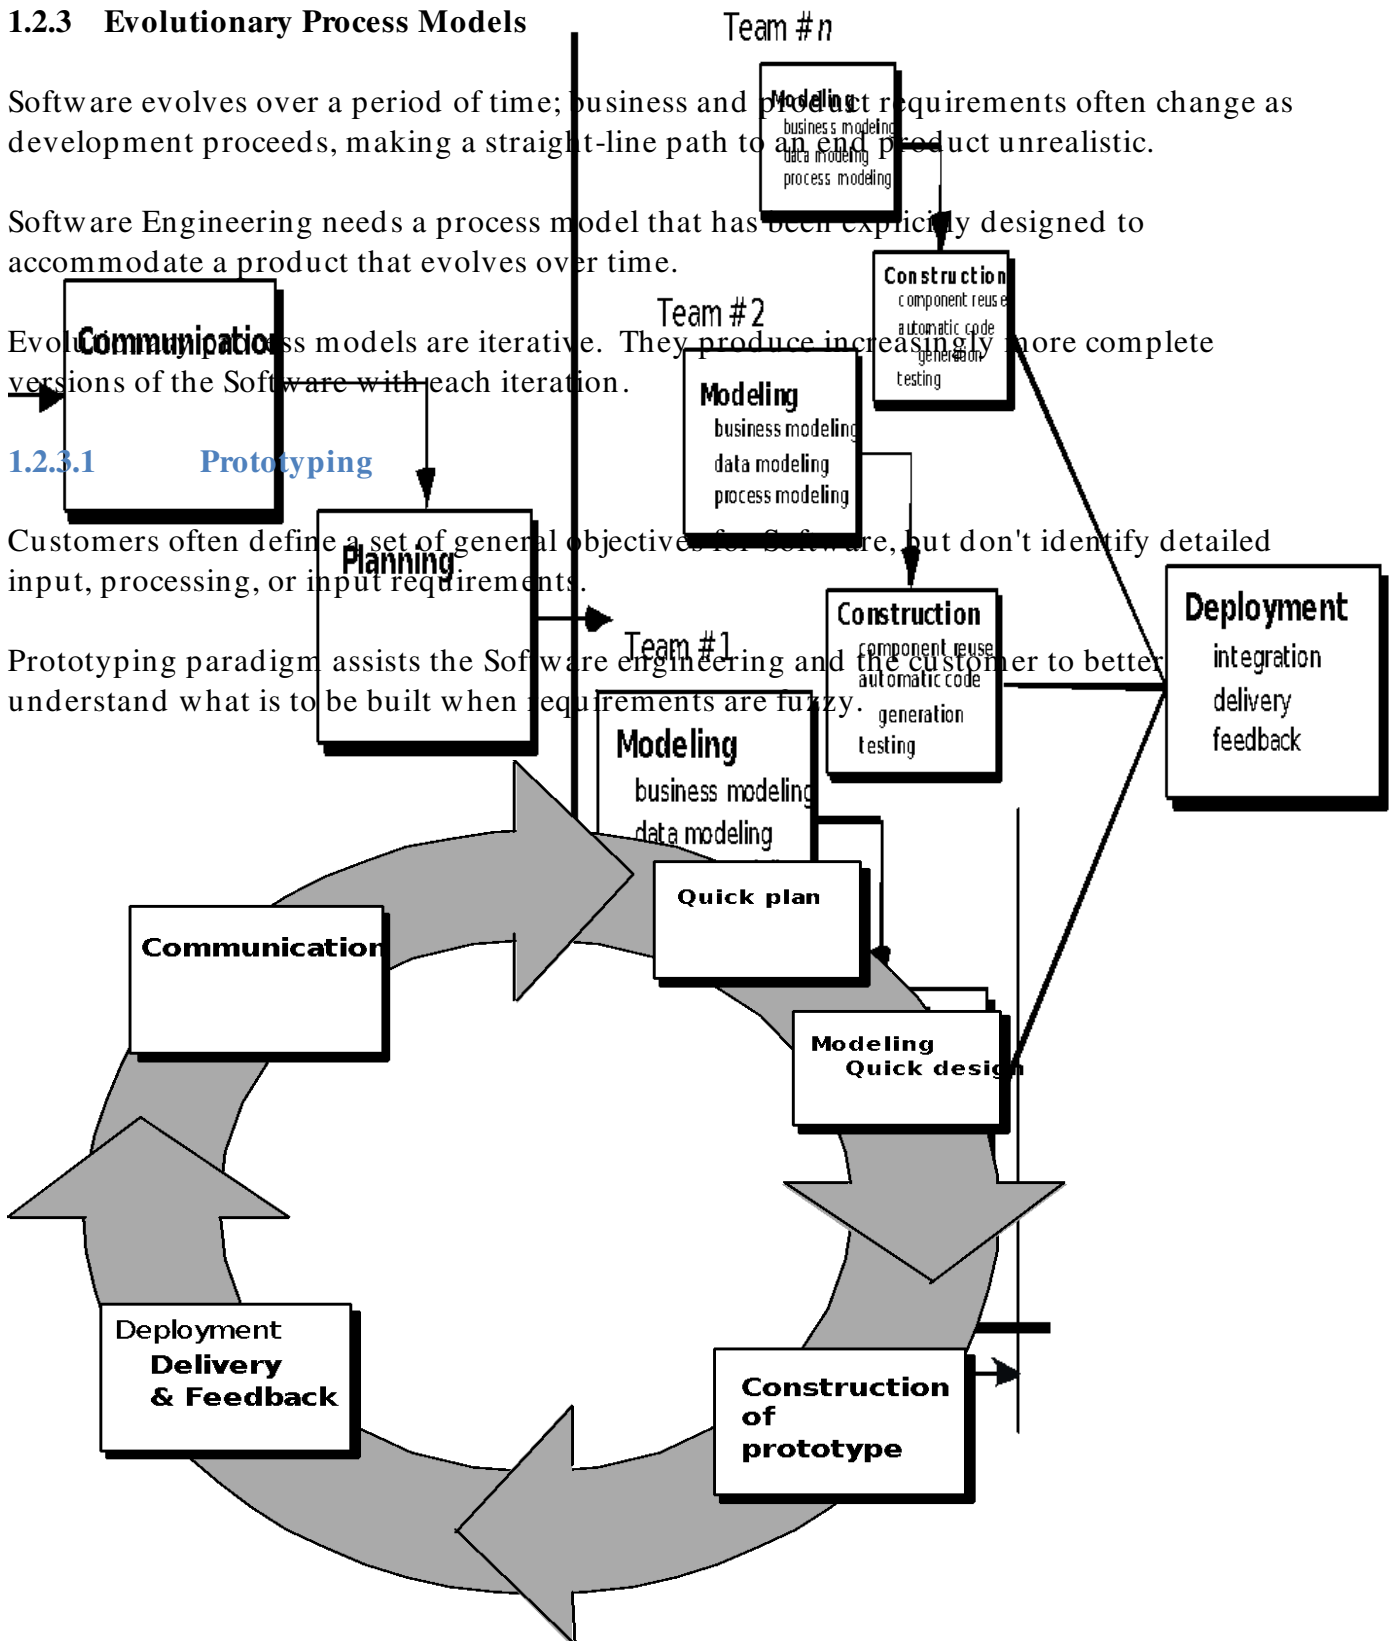 1.2.3 Evolutionary Process Models
Software evolves over a period of time; business and product requirements often change as
development proceeds, making a straight-line path to an end product unrealistic.
Software Engineering needs a process model that has been explicitly designed to
accommodate a product that evolves over time.
Evolutionary process models are iterative. They produce increasingly more complete
versions of the Software with each iteration.
1.2.3.1 Prototyping
Customers often define a set of general objectives for Software, but don't identify detailed
input, processing, or input requirements.
Prototyping paradigm assists the Software engineering and the customer to better
understand what is to be built when requirements are fuzzy.
Team #n
Modeling
business modeling
data modeling
process modeling
Construction
component reuse
automatic code
generation
testing
Team #2
Modeling
business modeling
data modeling
process modeling
Construction
component reuse
automatic code
generation
testing
Communication
Planning
Team #1
Modeling
business modeling
data modeling
Deployment
integration
delivery
feedback
Communication
Quick plan
Modeling
Quick design
Construction
of
prototype
Deployment
Delivery
& Feedback